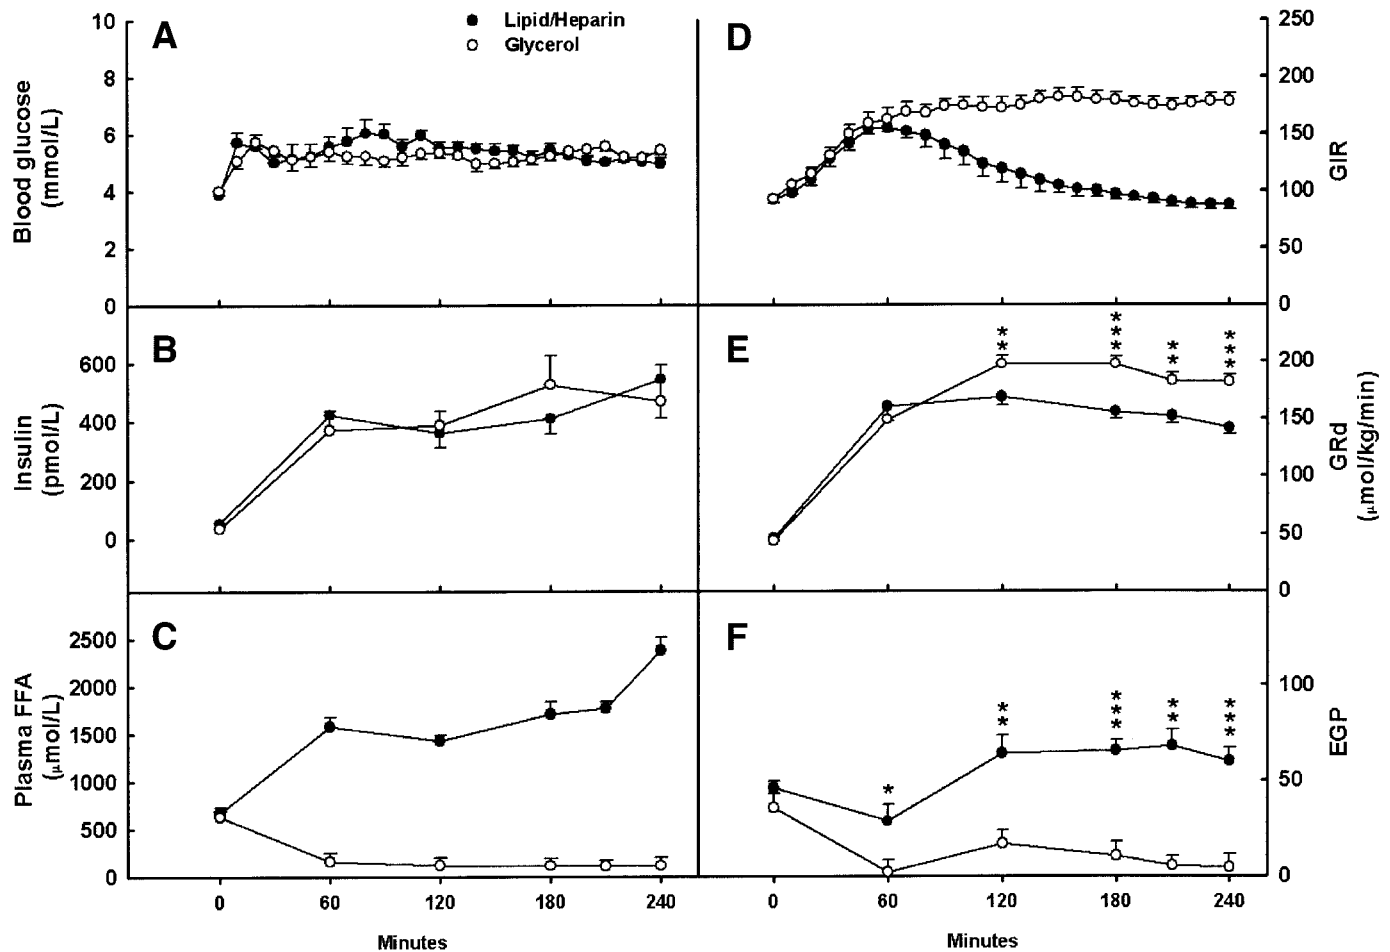 A
Lipid/Heparin
Glycerol
Blood glucose
(mmol/L)
10
8
6
4
2
0
D
250
200
150
100
50
0
GIR
B
Insulin
(pmol/L)
600
400
200
0
E
**
***
**
***
200
150
100
50
0
GRd
(μmol/kg/min)
C
Plasma FFA
(μmol/L)
2500
2000
1500
1000
500
0
0
60
120
180
240
Minutes
F
*
**
***
**
***
100
50
0
EGP
0
60
120
180
240
Minutes